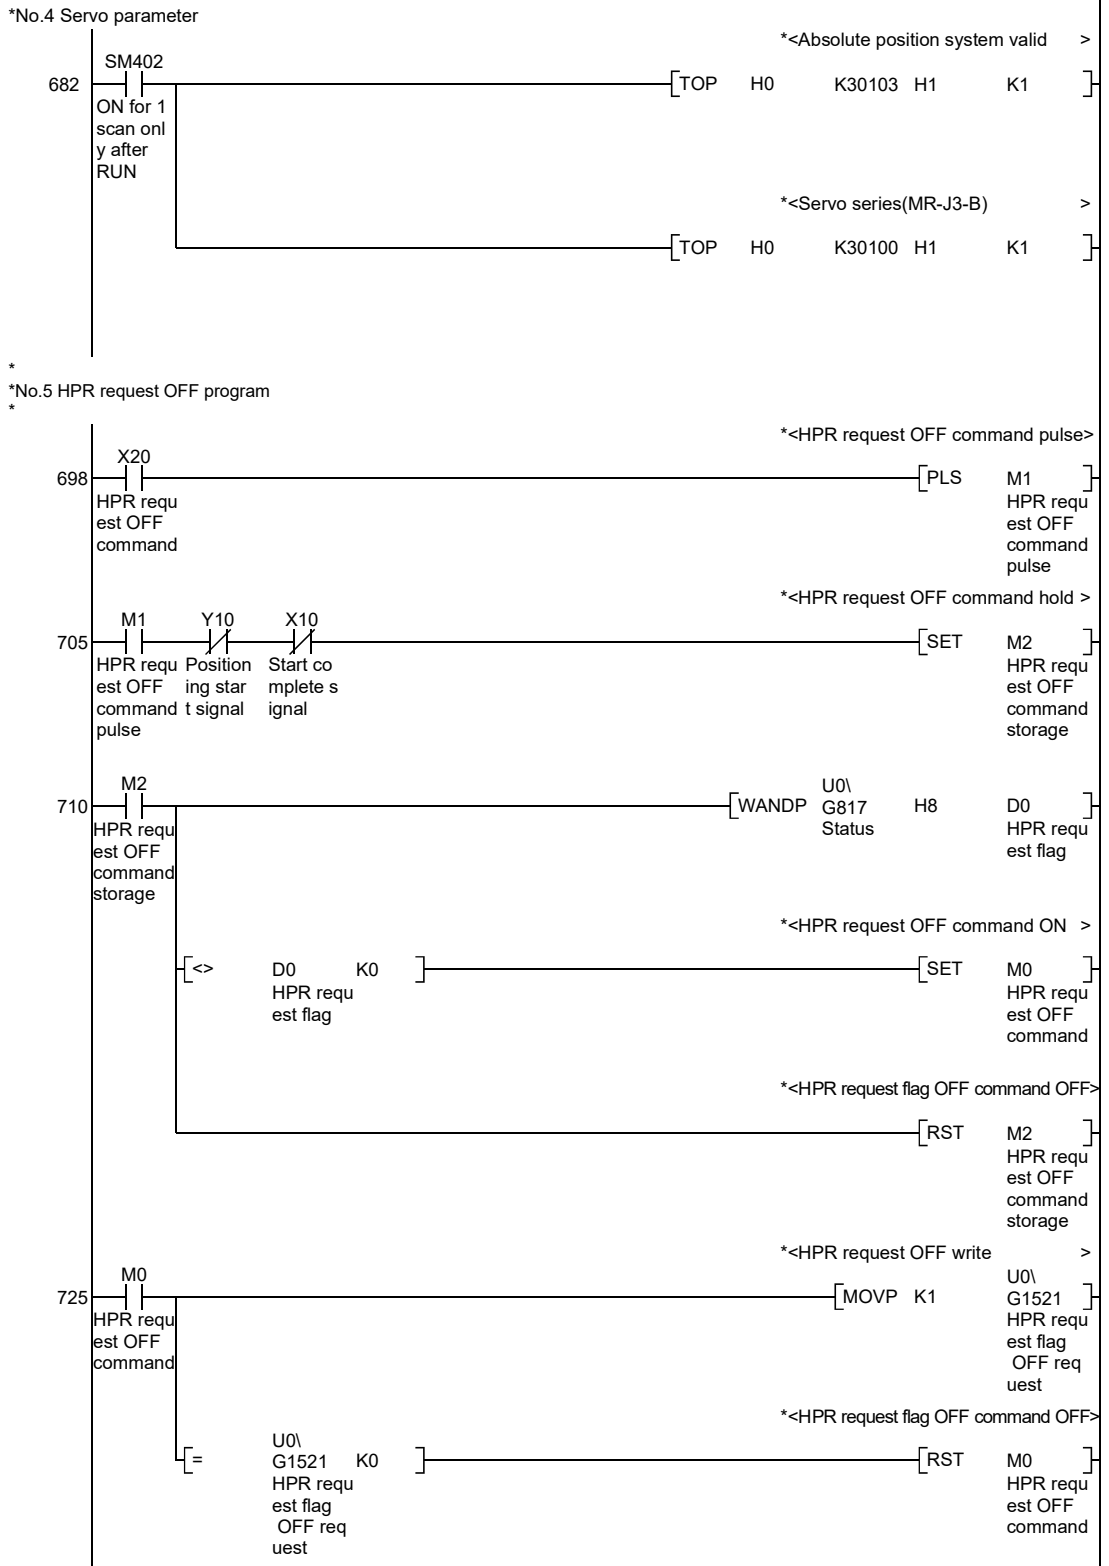 *No.4 Servo parameter
*<Absolute position system valid >
SM402
682
TOP H0 K30103 H1 K1
ON for 1
scan onl
y after
RUN
*<Servo series(MR-J3-B) >
TOP H0 K30100 H1 K1
*
*No.5 HPR request OFF program
*
*<HPR request OFF command pulse>
X20
698
PLS M1
HPR requ
est OFF
command
HPR requ
est OFF
command
pulse
*<HPR request OFF command hold >
M1 Y10 X10
705
SET M2
HPR requ
est OFF
command
pulse
Position
ing star
t signal
Start co
mplete s
ignal
HPR requ
est OFF
command
storage
M2
710
WANDP
U0\
G817
Status
H8 D0
HPR requ
est flag
HPR requ
est OFF
command
storage
*<HPR request OFF command ON >
<> D0 K0
HPR requ
est flag
SET M0
HPR requ
est OFF
command
*<HPR request flag OFF command OFF>
RST M2
HPR requ
est OFF
command
storage
*<HPR request OFF write >
M0
725
HPR requ
est OFF
command
MOVP K1
U0\
G1521
HPR requ
est flag
OFF req
uest
*<HPR request flag OFF command OFF>
=
U0\
G1521 K0
HPR requ
est flag
OFF req
uest
RST M0
HPR requ
est OFF
command